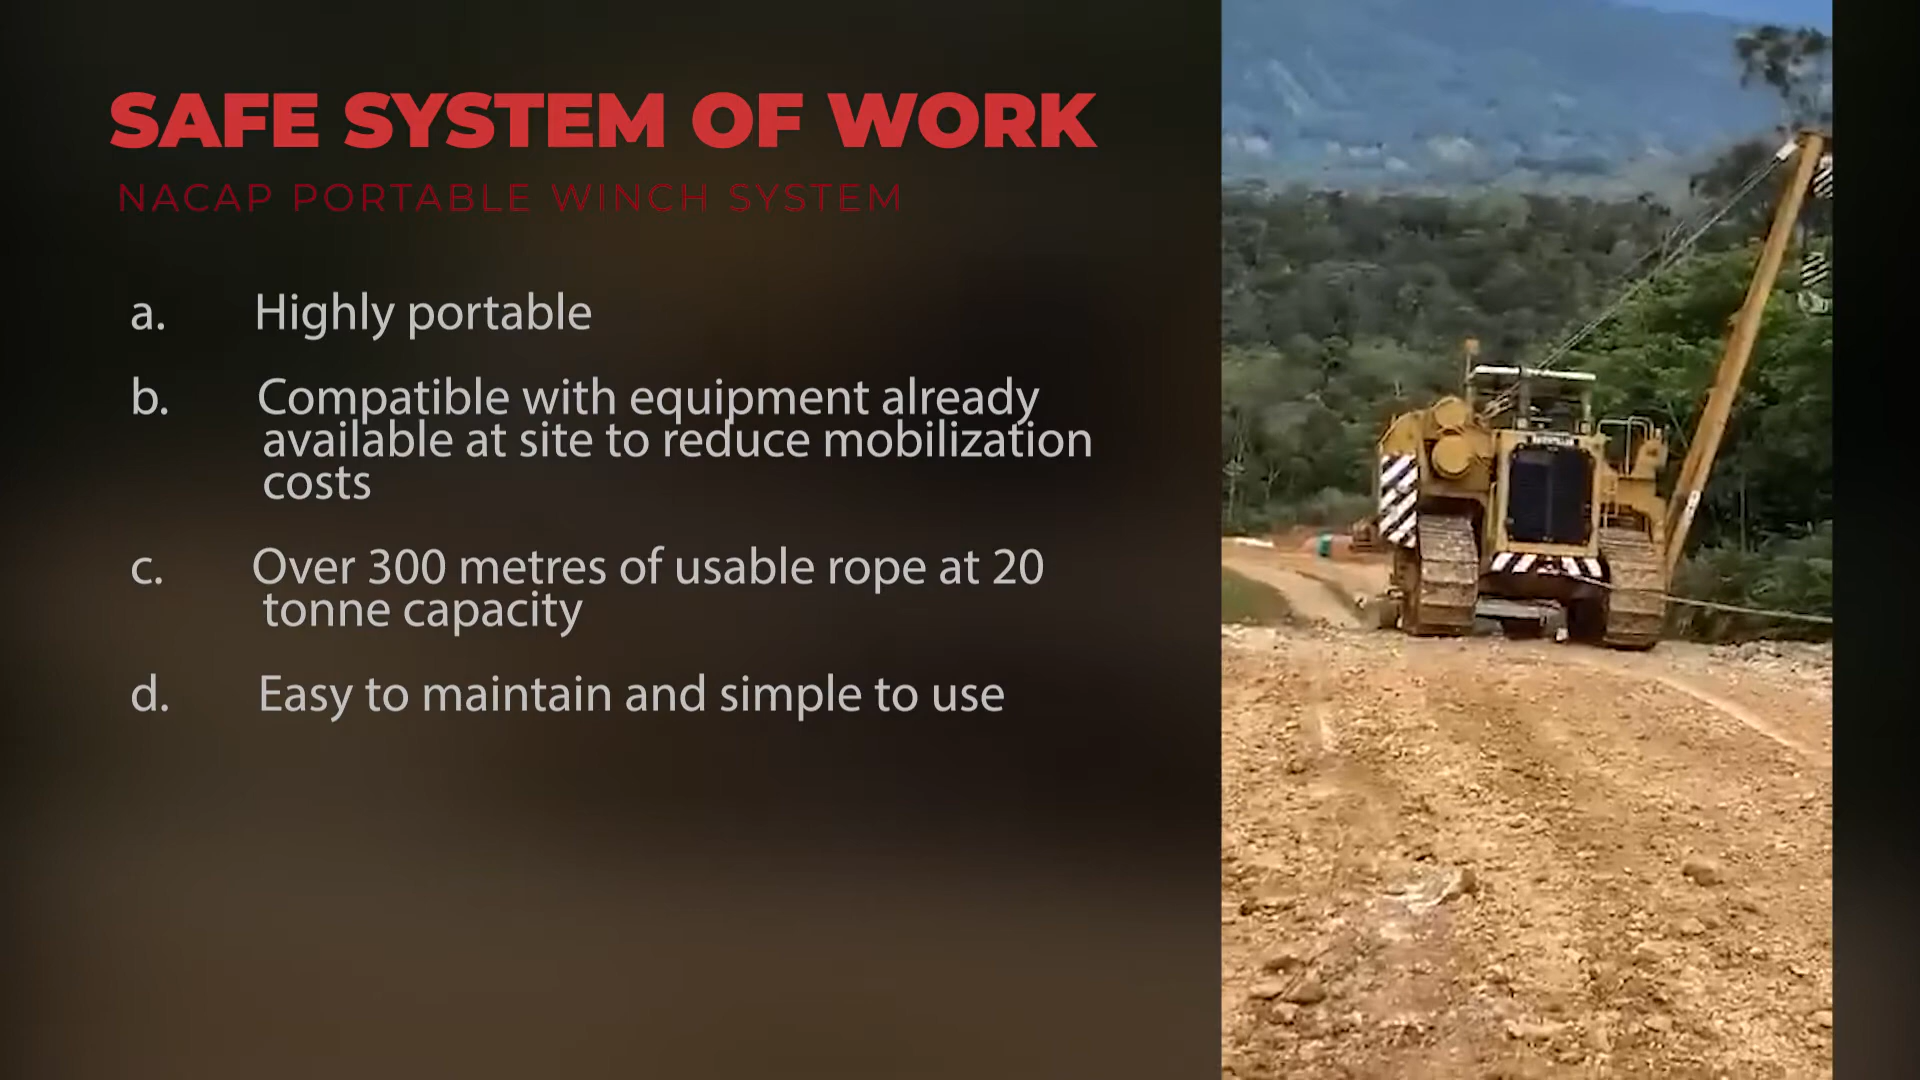 SAFE SYSTEM OF WORK
NACAP PORTABLE WINCH SYSTEM
a. Highly portable
b. Compatible with equipment already
available at site to reduce mobilization
costs
c. Over 300 metres of usable rope at 20
tonne capacity
d. Easy to maintain and simple to use